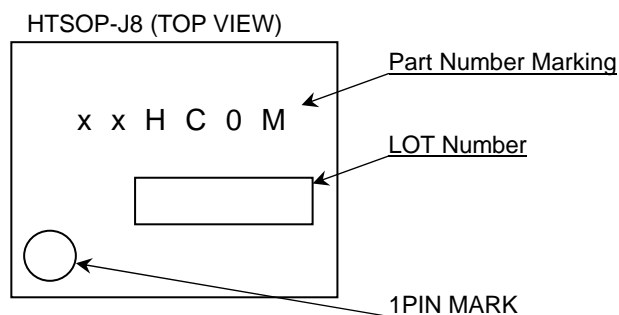 HTSOP-J8 (TOP VIEW)
Part Number Marking
x x H C 0 M
LOT Number
1PIN MARK